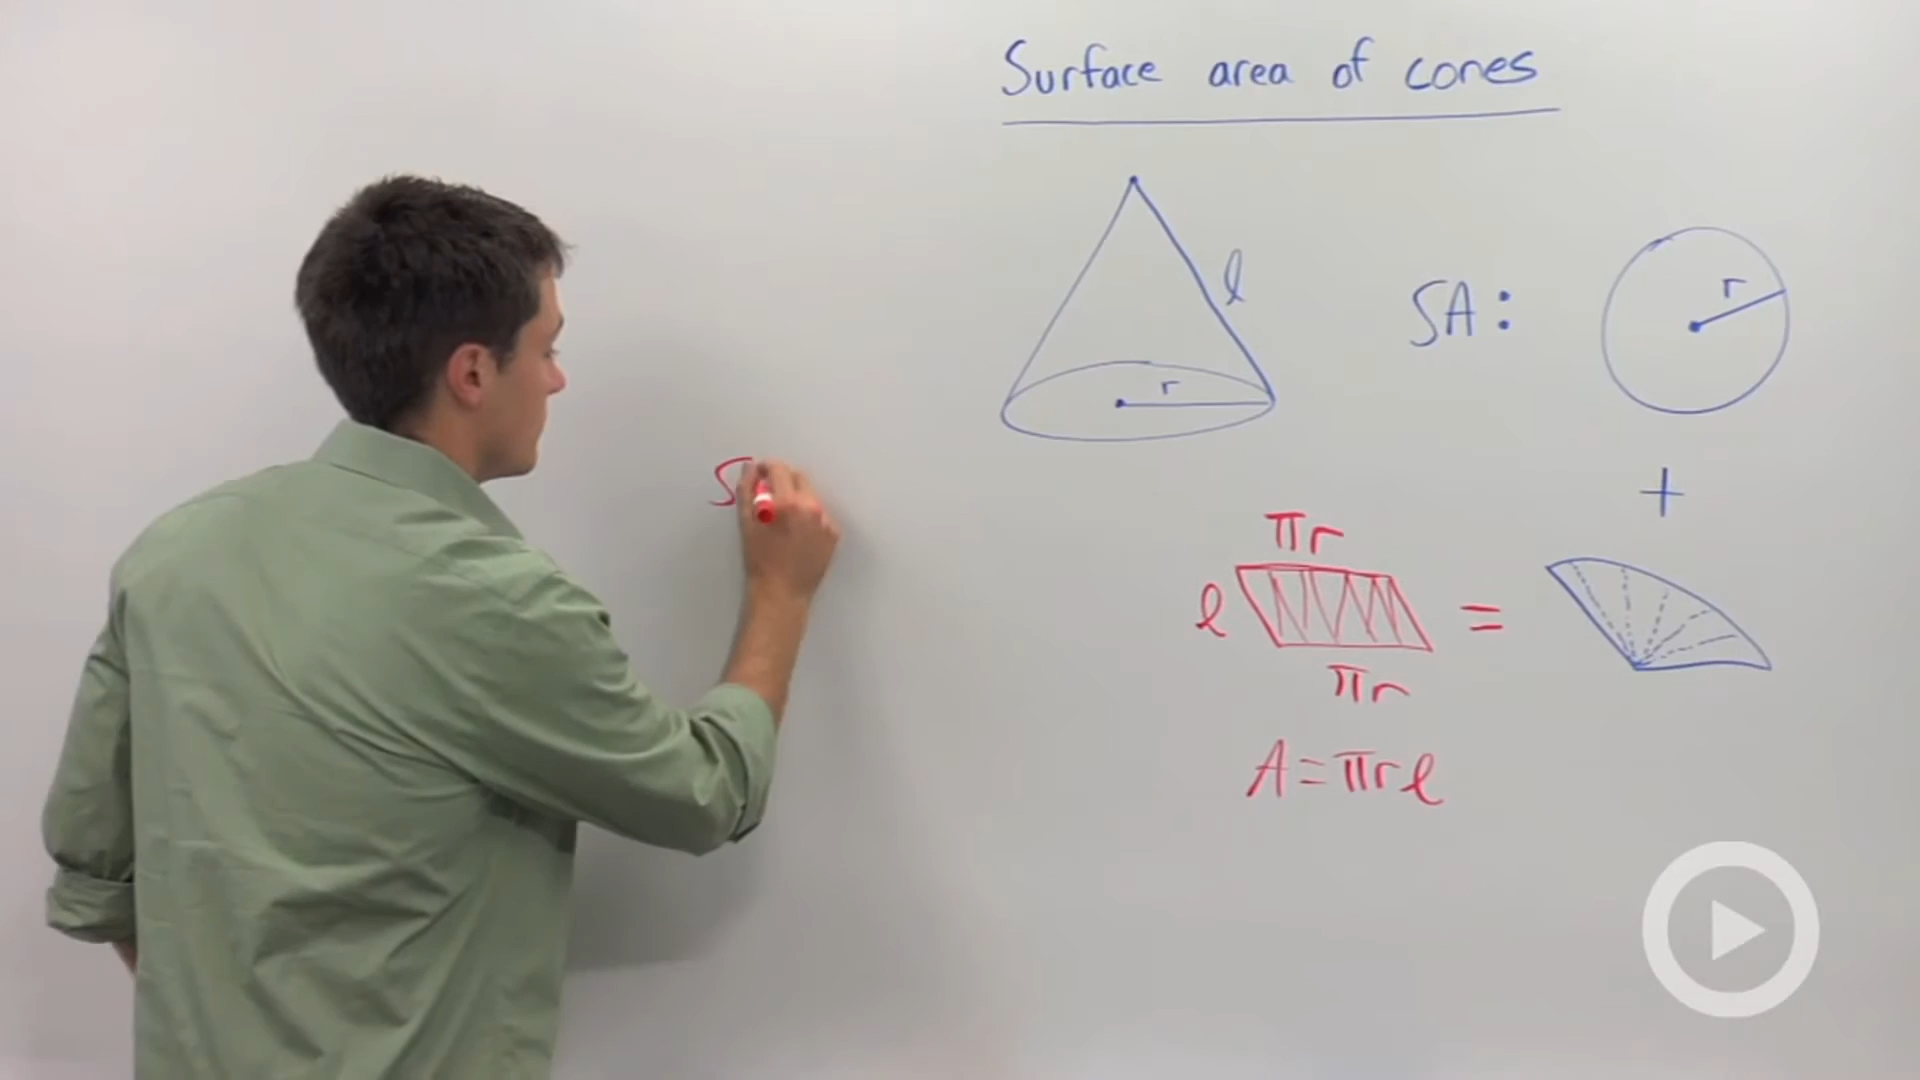 Surface area of cones
l
r
SA:
r
+
πr
l
=
πr
A=πrl
S